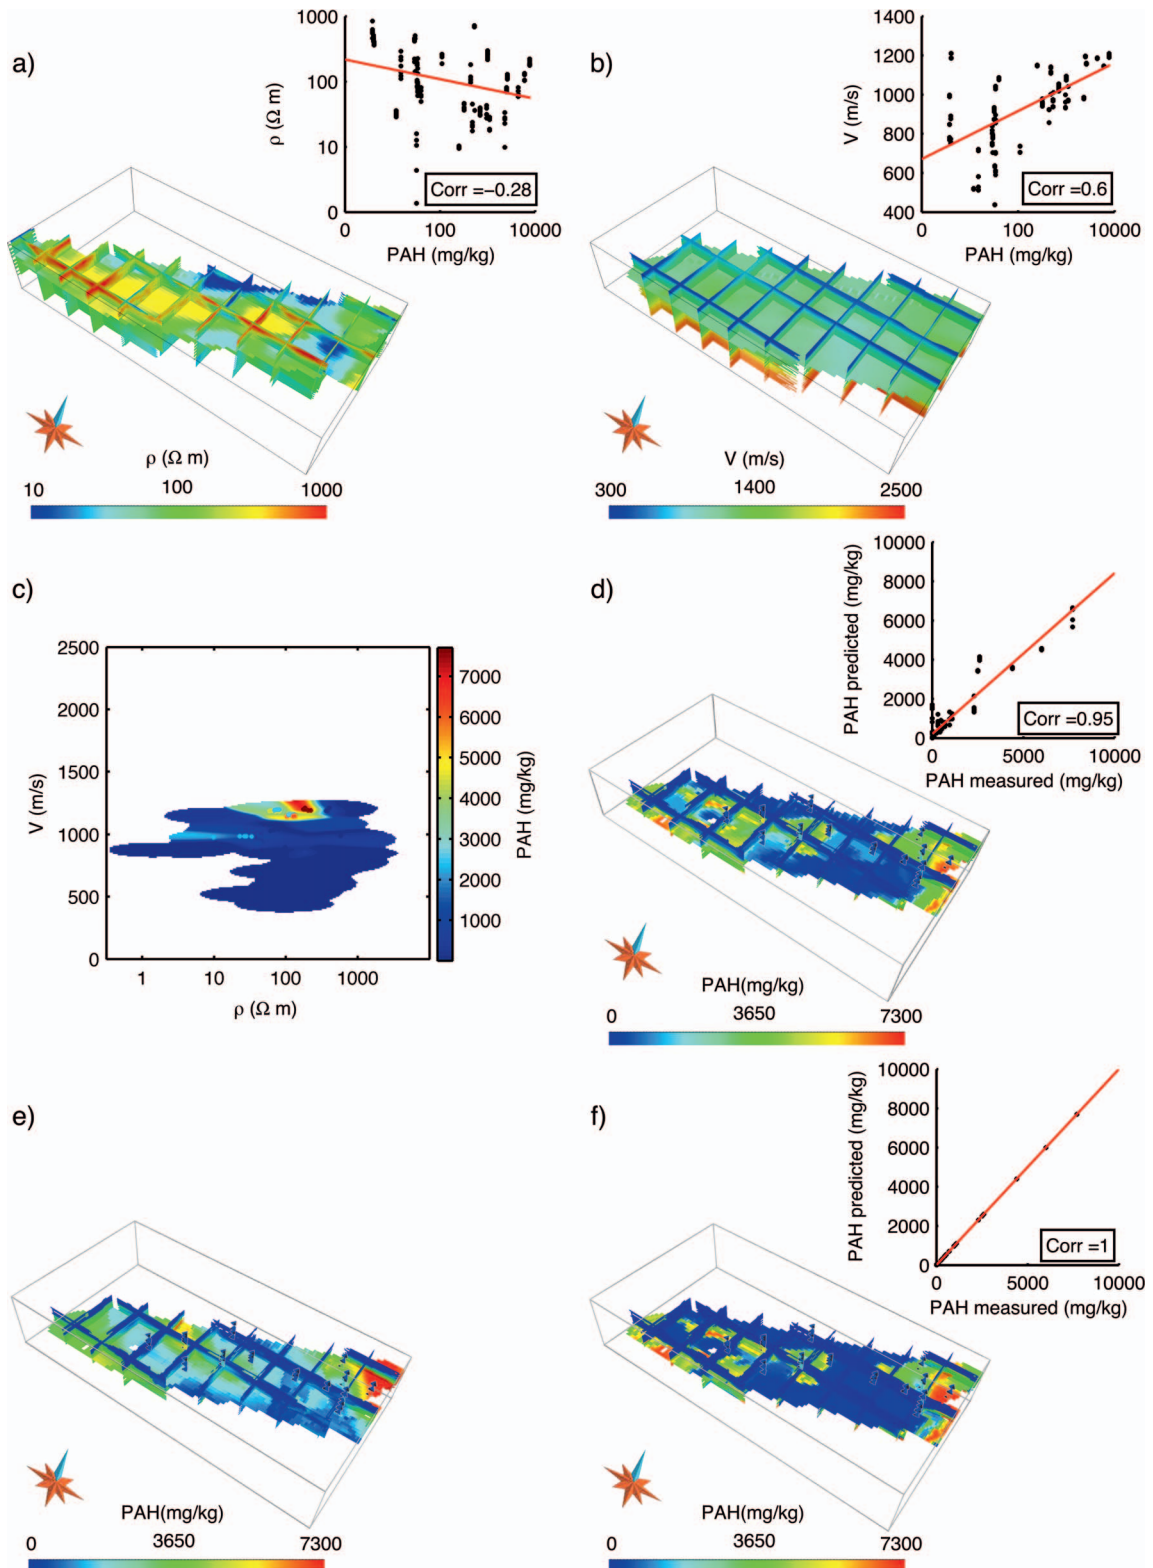 a)
1000
100
10
0
ρ (Ω m)
Corr =−0.28
0 100 10000
PAH (mg/kg)
ρ (Ω m)
10 100 1000
b)
1400
1200
1000
800
600
400
V (m/s)
Corr =0.6
0 100 10000
PAH (mg/kg)
V (m/s)
300 1400 2500
c)
2500
2000
1500
1000
500
0
V (m/s)
1 10 100 1000
ρ (Ω m)
7000
6000
5000
4000
3000
2000
1000
PAH (mg/kg)
d)
10000
8000
6000
4000
2000
0
PAH predicted (mg/kg)
Corr =0.95
0 5000 10000
PAH measured (mg/kg)
PAH(mg/kg)
0 3650 7300
e)
PAH(mg/kg)
0 3650 7300
f)
10000
8000
6000
4000
2000
0
PAH predicted (mg/kg)
Corr =1
0 5000 10000
PAH measured (mg/kg)
PAH(mg/kg)
0 3650 7300